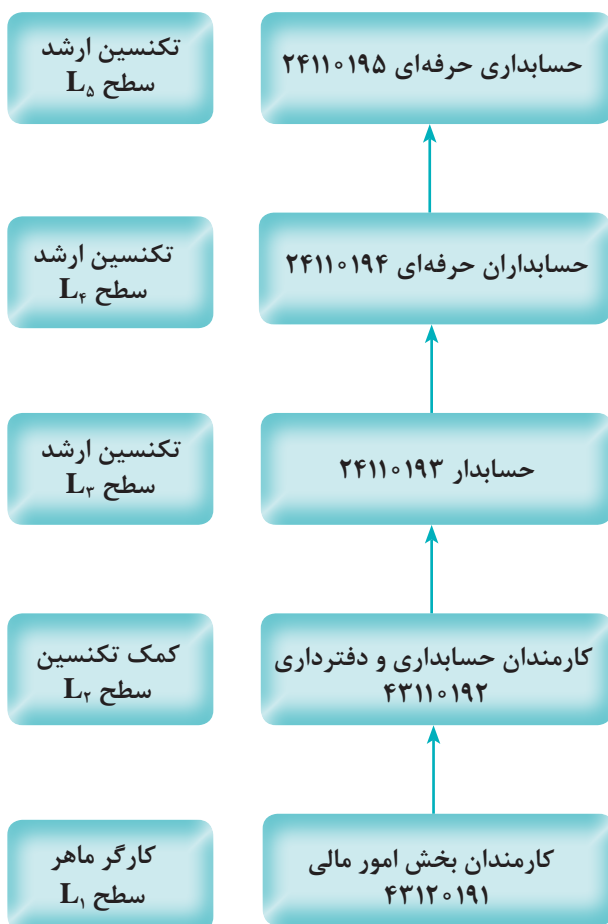 حسابداری حرفه‌ای ۲۴۱۱۰۱۹۵
تکنسین ارشد
سطح L۵
حسابداران حرفه‌ای ۲۴۱۱۰۱۹۴
تکنسین ارشد
سطح L۴
حسابدار ۲۴۱۱۰۱۹۳
تکنسین ارشد
سطح L۳
کارمندان حسابداری و دفترداری
۴۳۱۱۰۱۹۲
کمک تکنسین
سطح L۲
کارمندان بخش امور مالی
۴۳۱۲۰۱۹۱
کارگر ماهر
سطح L۱